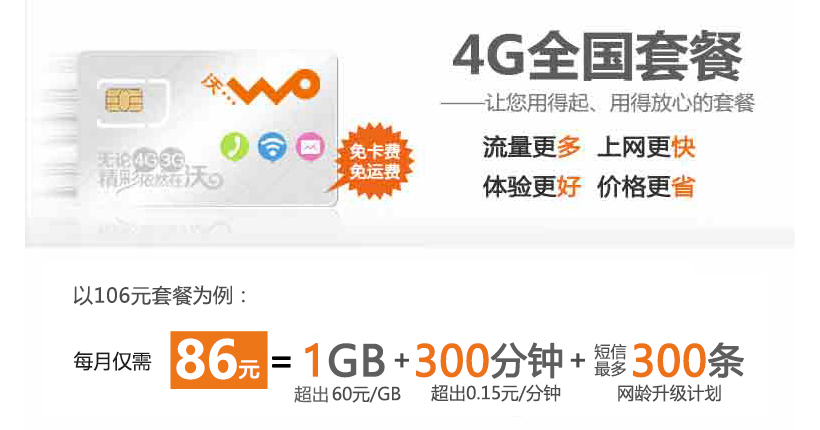 4G全国套餐
——让您用得起、用得放心的套餐
流量更多 上网更快
体验更好 价格更省
沃...
WO
免卡费
免运费
无论4G 3G
精彩依然在沃
以106元套餐为例：
每月仅需 86元 = 1GB + 300分钟 + 短信最多 300条
超出60元/GB 超出0.15元/分钟 网龄升级计划